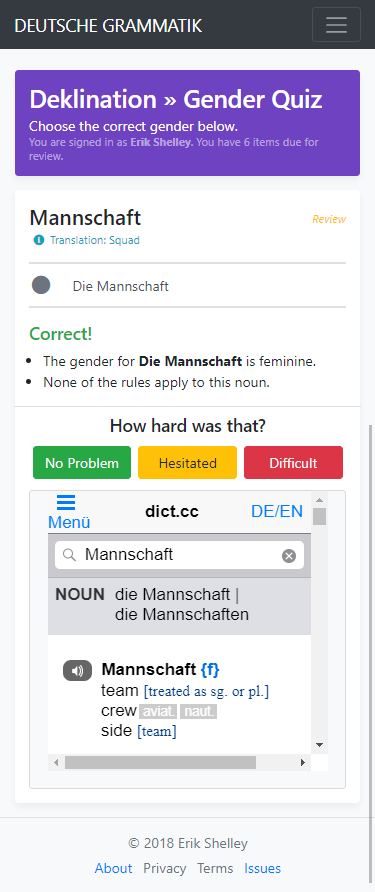 DEUTSCHE GRAMMATIK
Deklination » Gender Quiz
Choose the correct gender below.
You are signed in as Erik Shelley. You have 6 items due for
review.
Mannschaft
Review
Translation: Squad
Die Mannschaft
Correct!
The gender for Die Mannschaft is feminine.
None of the rules apply to this noun.
How hard was that?
No Problem
Hesitated
Difficult
Menü
dict.cc
DE/EN
Mannschaft
NOUN die Mannschaft |
die Mannschaften
Mannschaft {f}
team [treated as sg. or pl.]
crew aviat. naut.
side [team]
© 2018 Erik Shelley
About Privacy Terms Issues